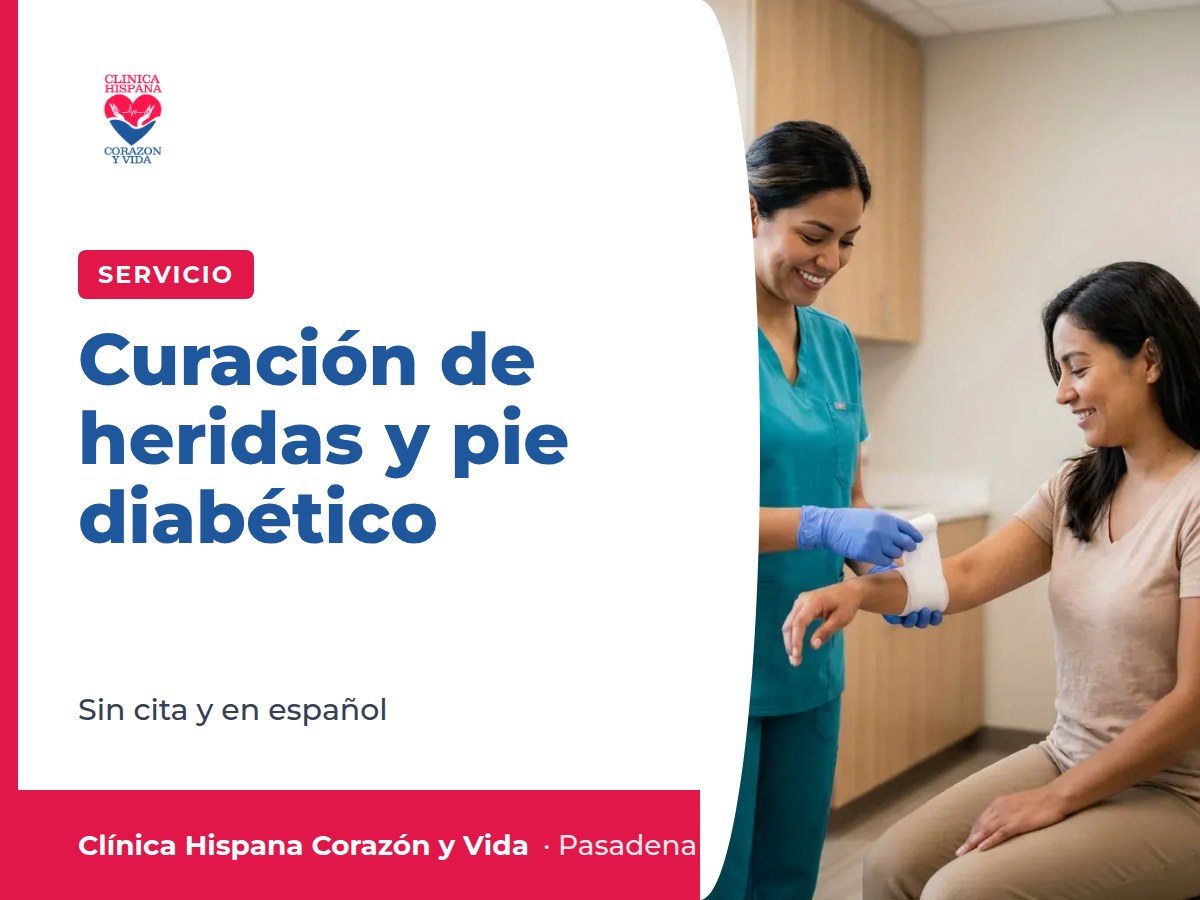 CLINICA
HISPANA
CORAZON
Y VIDA
SERVICIO
Curación de
heridas y pie
diabético
Sin cita y en español
Clínica Hispana Corazón y Vida · Pasadena